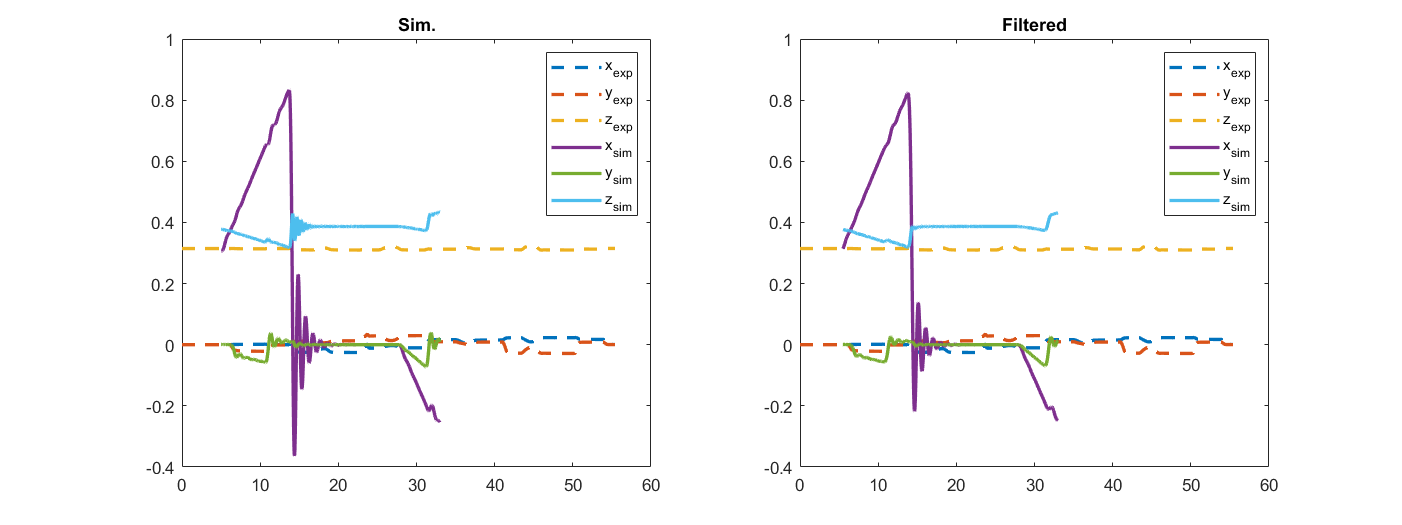 Sim.
1
0.8
0.6
0.4
0.2
0
-0.2
-0.4
0 10 20 30 40 50 60
x_exp
y_exp
z_exp
x_sim
y_sim
z_sim
Filtered
1
0.8
0.6
0.4
0.2
0
-0.2
-0.4
0 10 20 30 40 50 60
x_exp
y_exp
z_exp
x_sim
y_sim
z_sim